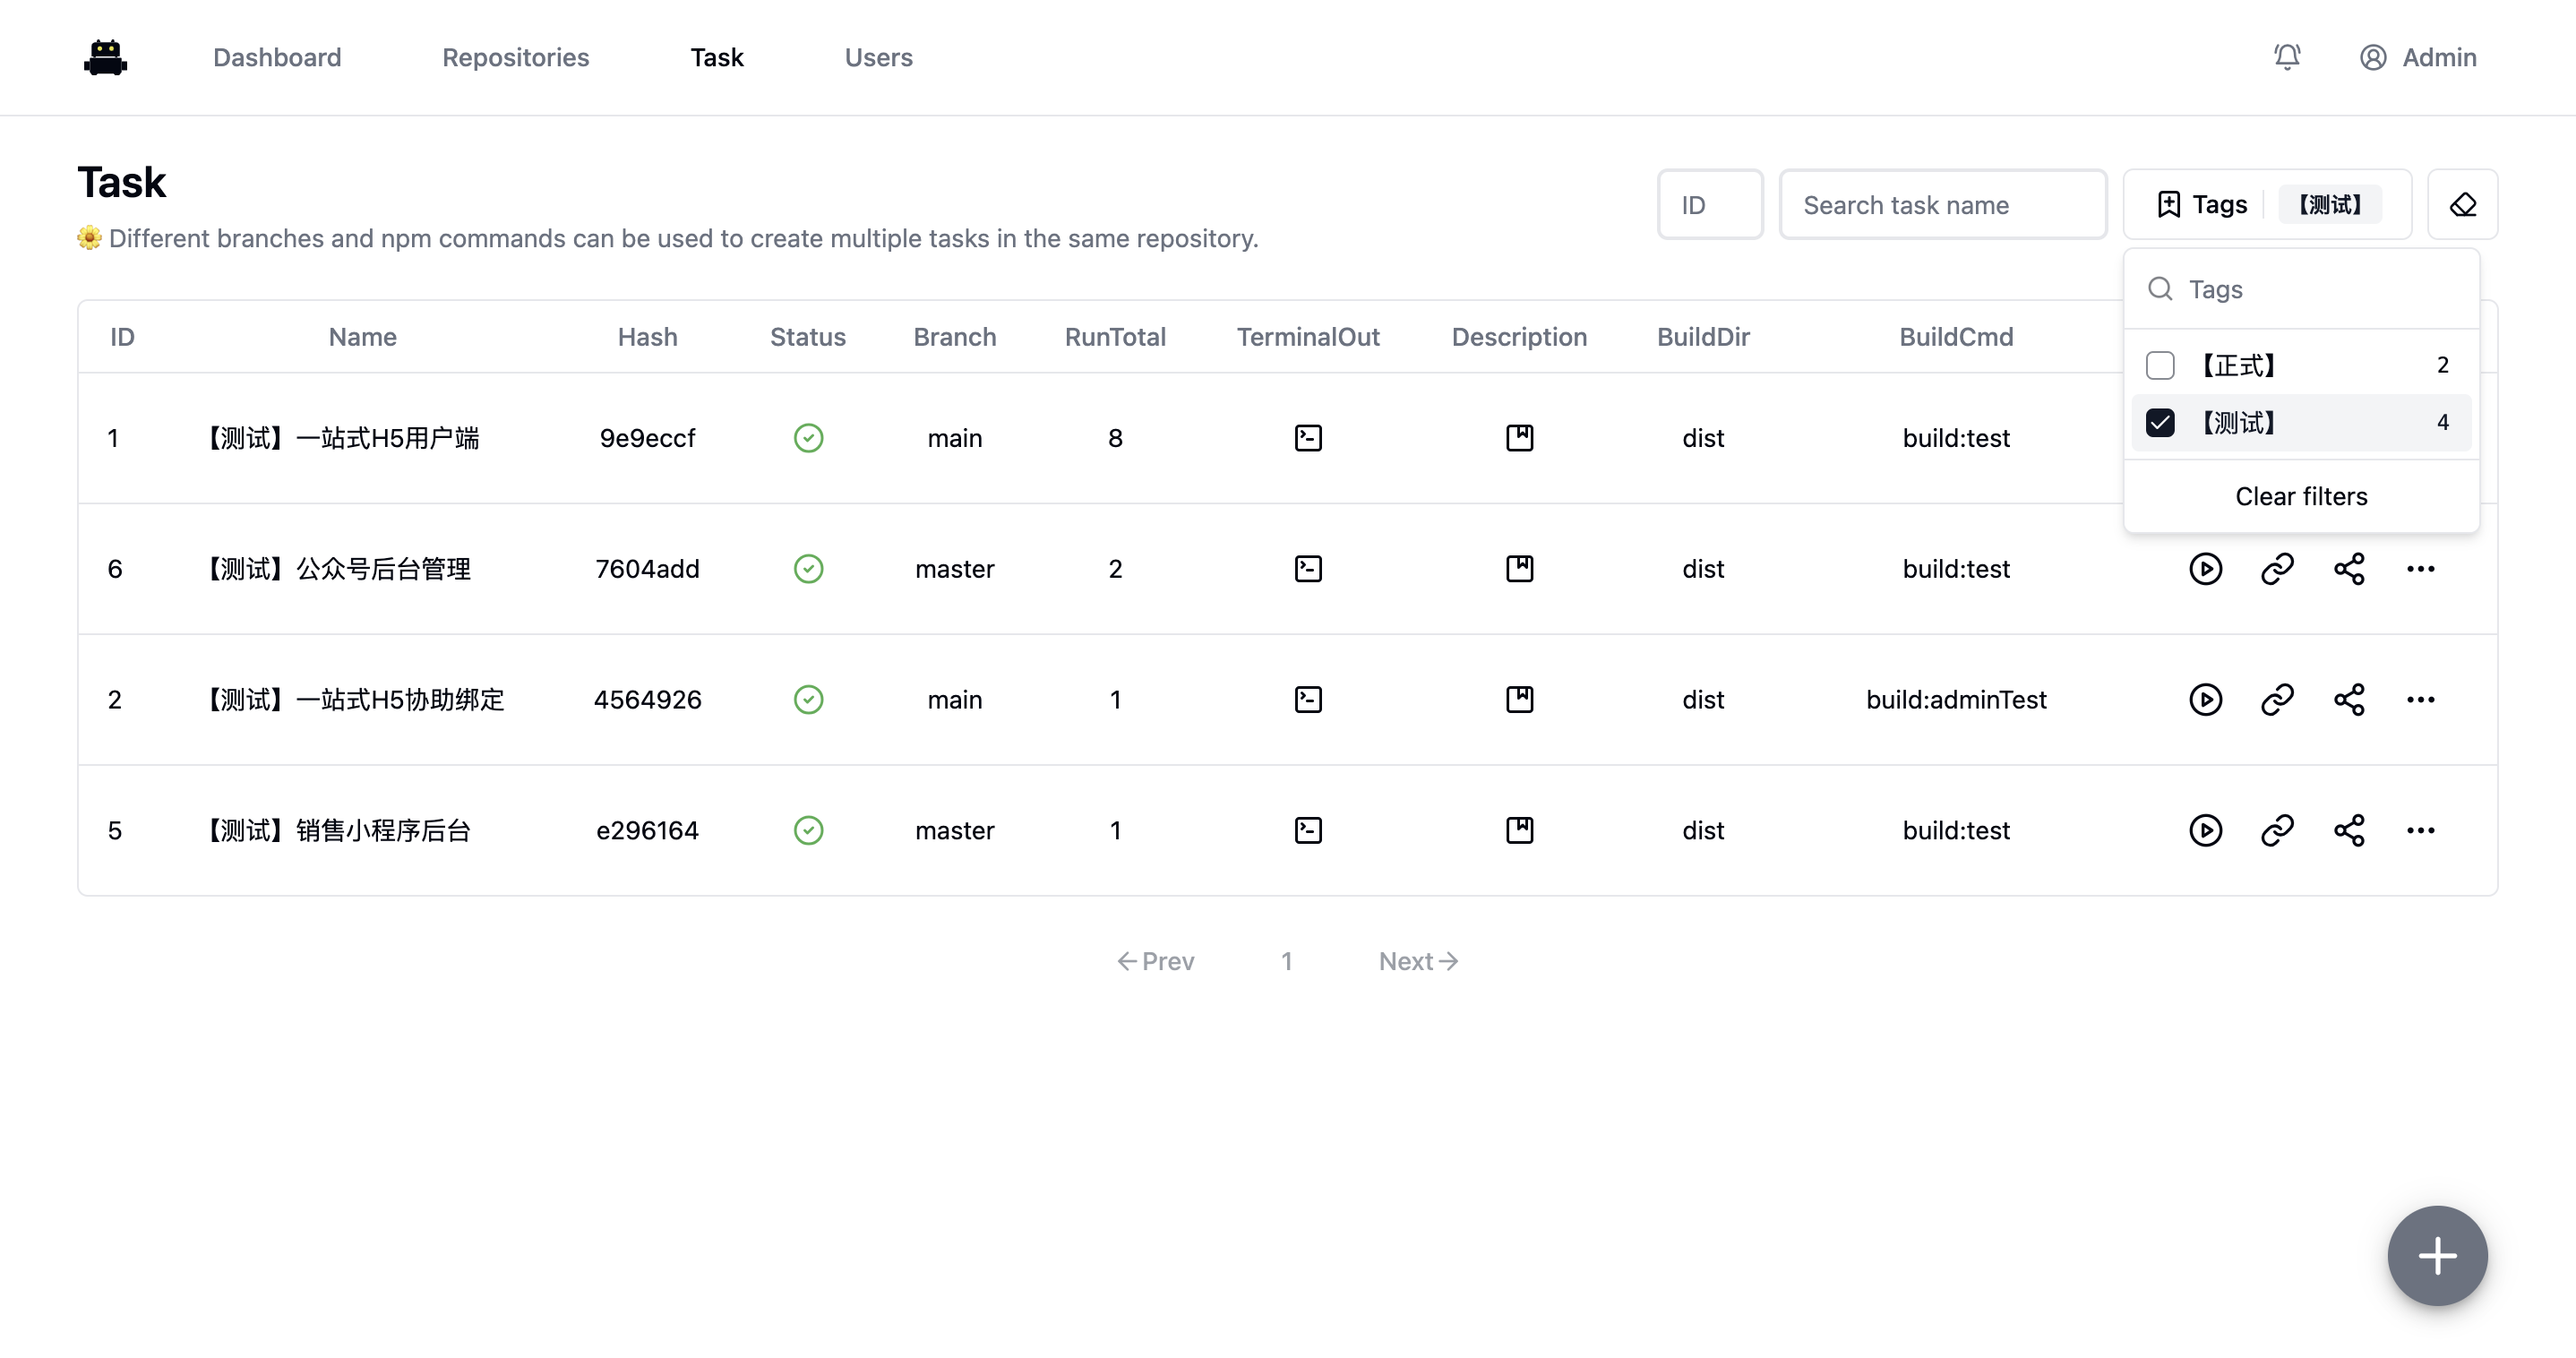 Dashboard Repositories Task Users Admin
Task
Different branches and npm commands can be used to create multiple tasks in the same repository.
ID Search task name Tags 【测试】
Tags
【正式】 2
【测试】 4
Clear filters
ID Name Hash Status Branch RunTotal TerminalOut Description BuildDir BuildCmd
1 【测试】一站式H5用户端 9e9eccf main 8 dist build:test
6 【测试】公众号后台管理 7604add master 2 dist build:test
2 【测试】一站式H5协助绑定 4564926 main 1 dist build:adminTest
5 【测试】销售小程序后台 e296164 master 1 dist build:test
Prev 1 Next